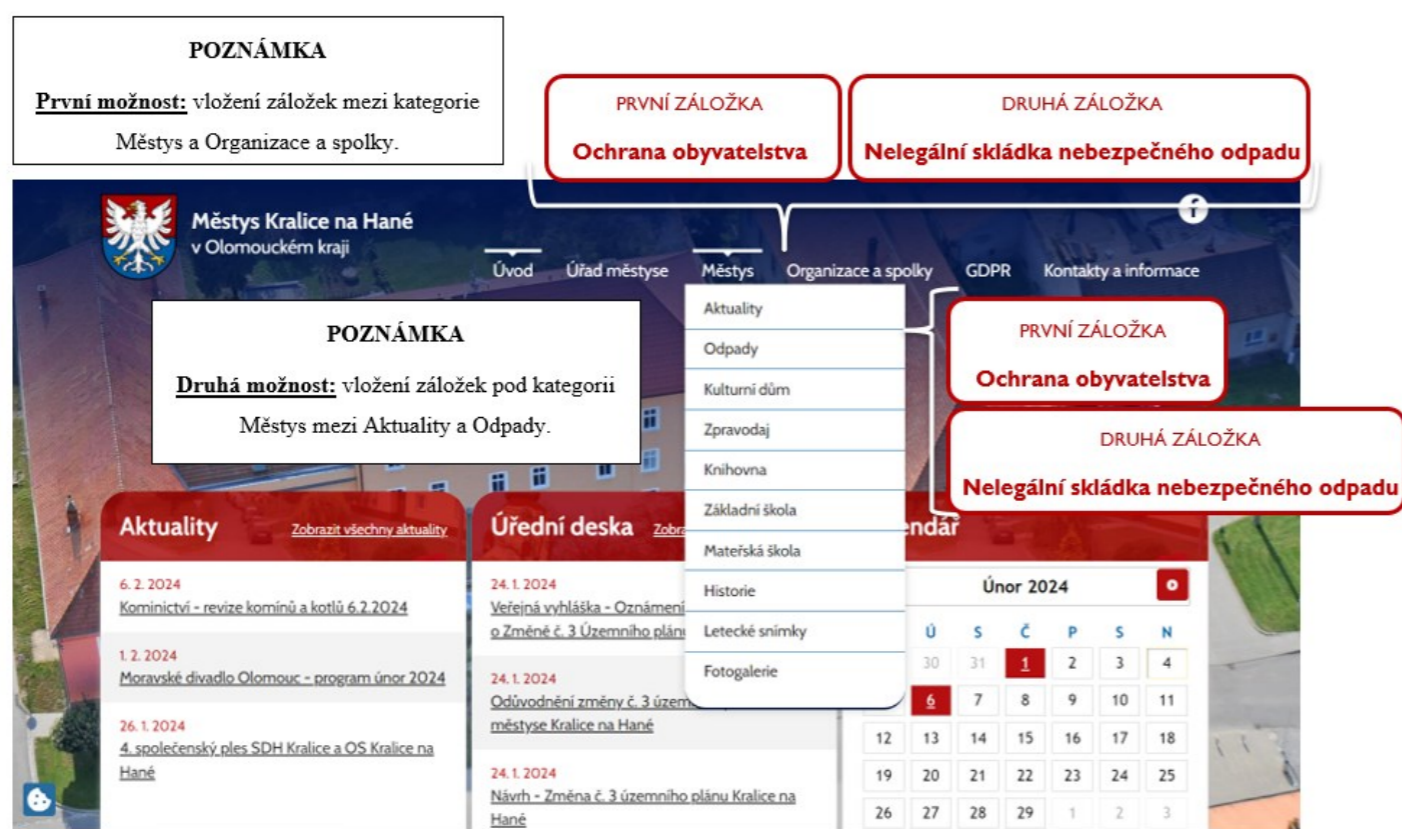 POZNÁMKA
První možnost: vložení záložek mezi kategorie
Městys a Organizace a spolky.
PRVNÍ ZÁLOŽKA
Ochrana obyvatelstva
DRUHÁ ZÁLOŽKA
Nelegální skládka nebezpečného odpadu
Městys Kralice na Hané
v Olomouckém kraji
f
Úvod Úřad městyse Městys Organizace a spolky GDPR Kontakty a informace
POZNÁMKA
Druhá možnost: vložení záložek pod kategorii
Městys mezi Aktuality a Odpady.
Aktuality
Odpady
Kulturní dům
Zpravodaj
Knihovna
Základní škola
Mateřská škola
Historie
Letecké snímky
Fotogalerie
PRVNÍ ZÁLOŽKA
Ochrana obyvatelstva
DRUHÁ ZÁLOŽKA
Nelegální skládka nebezpečného odpadu
Aktuality Zobrazit všechny aktuality
6. 2. 2024
Kominictví - revize komínů a kotlů 6.2.2024
1. 2. 2024
Moravské divadlo Olomouc - program únor 2024
26. 1. 2024
4. společenský ples SDH Kralice a OS Kralice na
Hané
Úřední deska
24. 1. 2024
Veřejná vyhláška - Oznámení
o Změně č. 3 Územního
24. 1. 2024
Odůvodnění změny č. 3
městyse Kralice na Hané
24. 1. 2024
Návrh - Změna č. 3 územního plánu Kralice na
Hané
Únor 2024
Ú S Č P S N
30 31 1 2 3 4
6 7 8 9 10 11
12 13 14 15 16 17 18
19 20 21 22 23 24 25
26 27 28 29 1 2 3